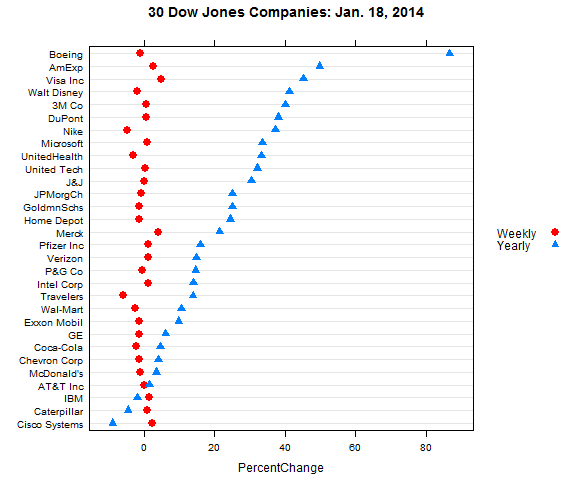 30 Dow Jones Companies: Jan. 18, 2014
Boeing
AmExp
Visa Inc
Walt Disney
3M Co
DuPont
Nike
Microsoft
UnitedHealth
United Tech
J&J
JPMorgCh
GoldmnSchs
Home Depot
Merck
Pfizer Inc
Verizon
P&G Co
Intel Corp
Travelers
Wal-Mart
Exxon Mobil
GE
Coca-Cola
Chevron Corp
McDonald's
AT&T Inc
IBM
Caterpillar
Cisco Systems
Weekly
Yearly
0 20 40 60 80
PercentChange